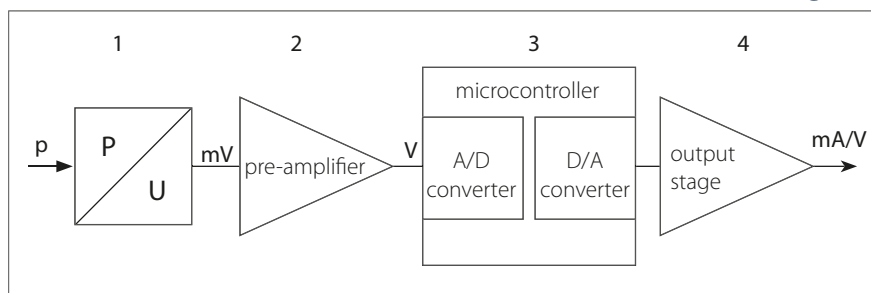 1 2 3 4
microcontroller
p
P
U
mV
pre-amplifier
V
A/D
converter
D/A
converter
output
stage
mA/V